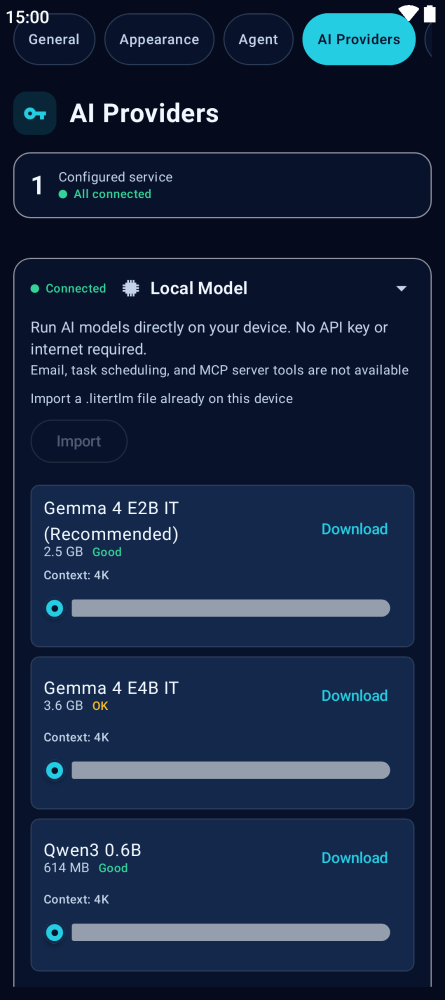 15:00
General
Appearance
Agent
AI Providers
AI Providers
1
Configured service
All connected
Connected
Local Model
Run AI models directly on your device. No API key or
internet required.
Email, task scheduling, and MCP server tools are not available
Import a .litertlm file already on this device
Import
Gemma 4 E2B IT
(Recommended)
2.5 GB Good
Download
Context: 4K
Gemma 4 E4B IT
3.6 GB OK
Download
Context: 4K
Qwen3 0.6B
614 MB Good
Download
Context: 4K